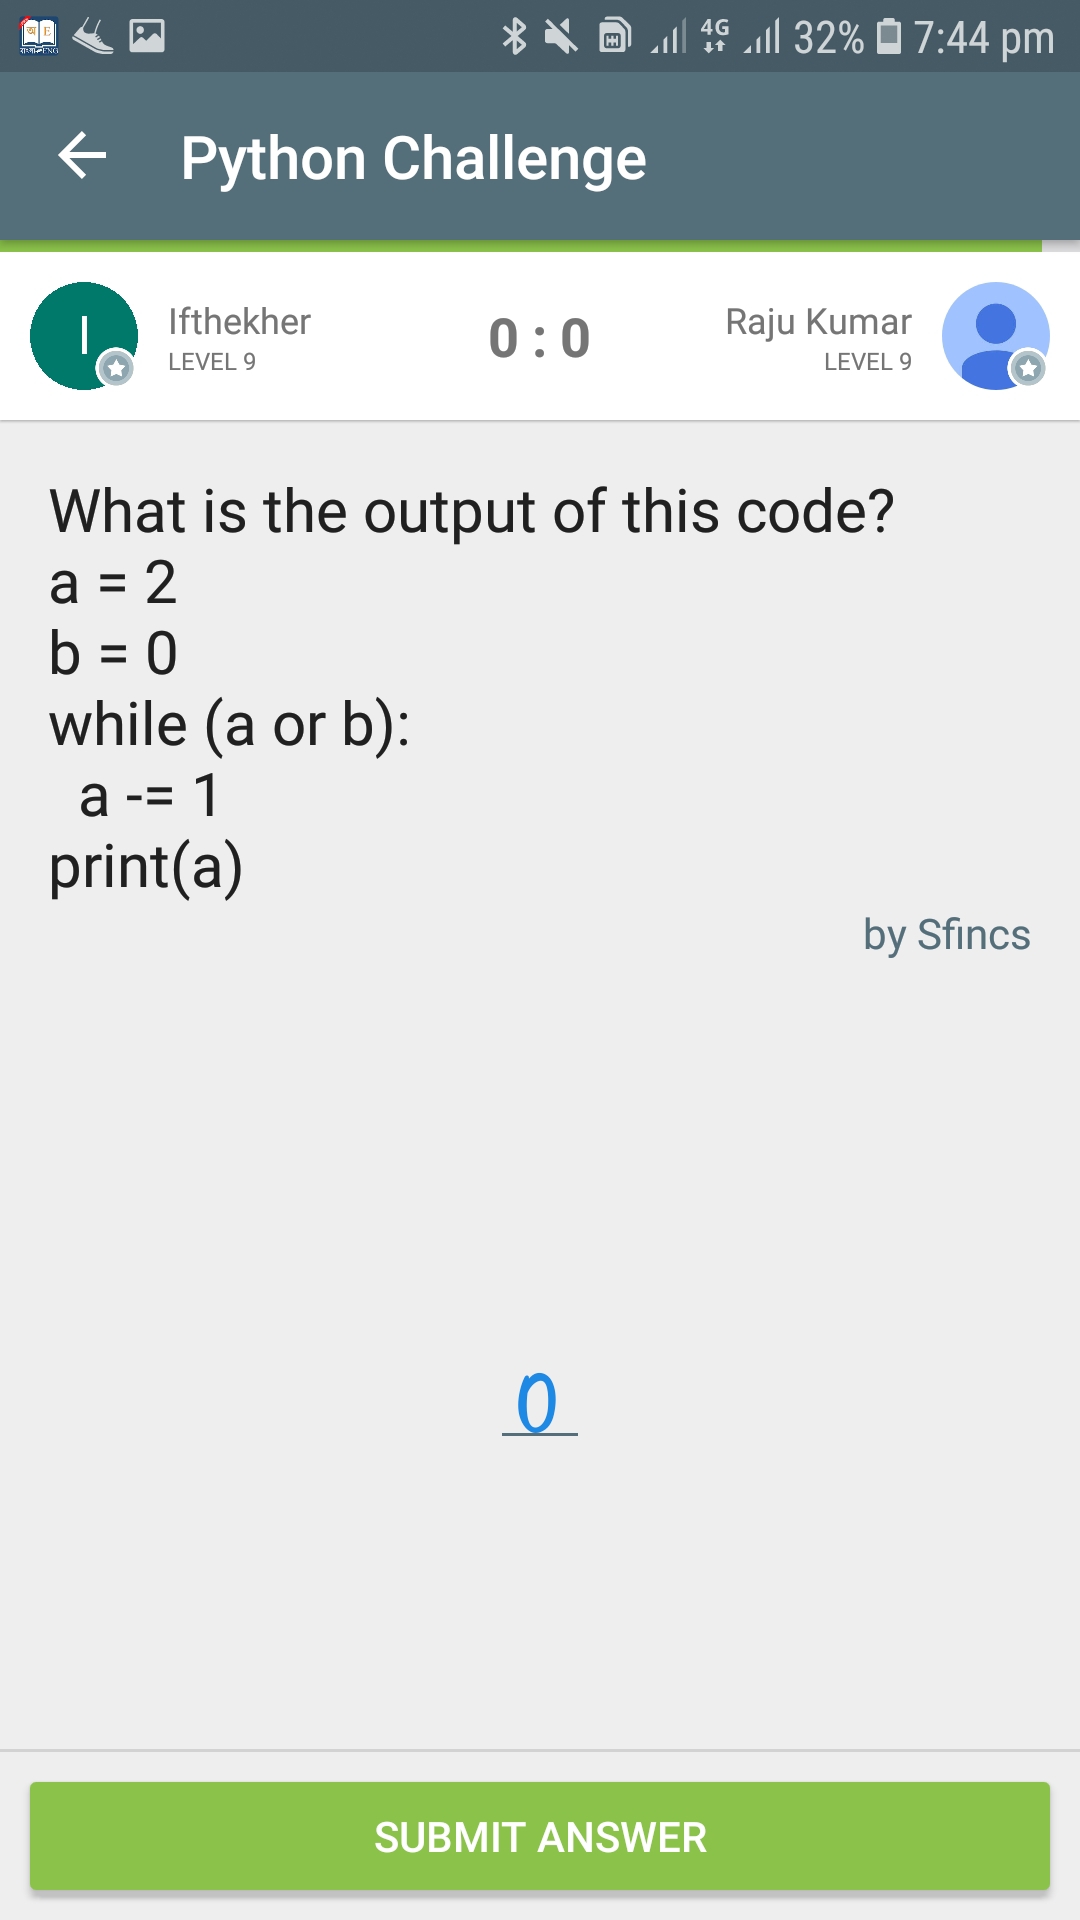 4G 32% 7:44 pm
Python Challenge
I Ifthekher 0 : 0 Raju Kumar
LEVEL 9 LEVEL 9
What is the output of this code?
a = 2
b = 0
while (a or b):
  a -= 1
print(a)
by Sfincs
0
SUBMIT ANSWER